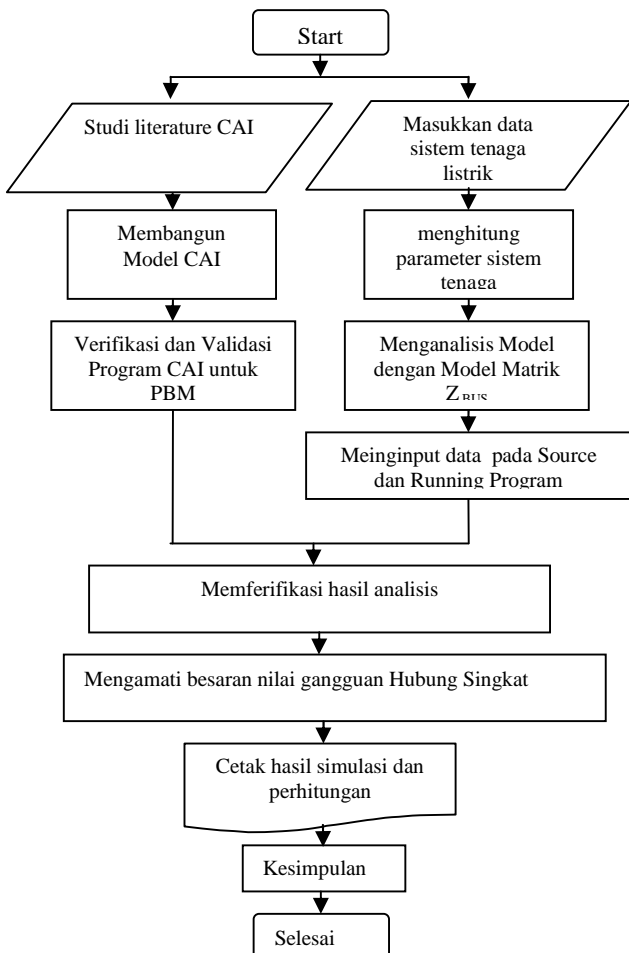 Start
Studi literature CAI
Masukkan data
sistem tenaga
listrik
Membangun
Model CAI
menghitung
parameter sistem
tenaga
Verifikasi dan Validasi
Program CAI untuk
PBM
Menganalisis Model
dengan Model Matrik
Z BUS
Meinginput data pada Source
dan Running Program
Memferifikasi hasil analisis
Mengamati besaran nilai gangguan Hubung Singkat
Cetak hasil simulasi dan
perhitungan
Kesimpulan
Selesai